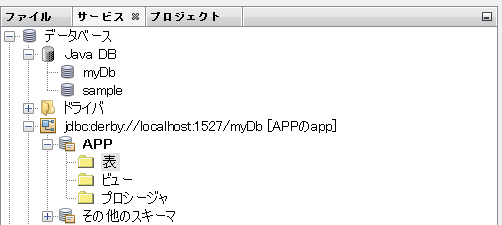 ファイル サービス プロジェクト
データベース
Java DB
myDb
sample
ドライバ
jdbc:derby://localhost:1527/myDb [APPのapp]
APP
表
ビュー
プロシージャ
その他のスキーマ